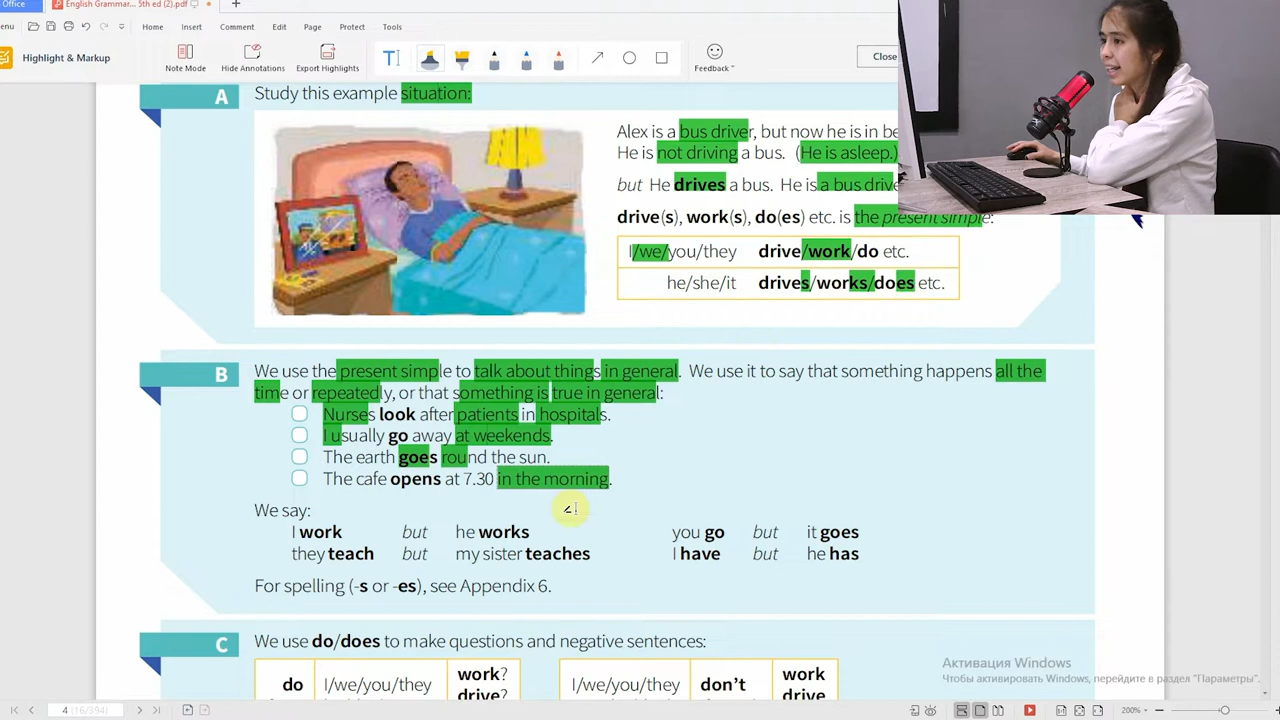 Office
English Grammar... 5th ed (2).pdf
Home Insert Comment Edit Page Protect Tools
Highlight & Markup
Note Mode Hide Annotations Export Highlights Feedback Close
A
Study this example situation:
Alex is a bus driver, but now he is in
He is not driving a bus. (He is asleep.)
but He drives a bus. He is a bus
drive(s), work(s), do(es) etc. is the present simple:
I/we/you/they drive/work/do etc.
he/she/it drives/works/does etc.
B
We use the present simple to talk about things in general. We use it to say that something happens all the
time or repeatedly, or that something is true in general:
Nurses look after patients in hospitals.
I usually go away at weekends.
The earth goes round the sun.
The cafe opens at 7.30 in the morning.
We say:
I work but he works you go but it goes
they teach but my sister teaches I have but he has
For spelling (-s or -es), see Appendix 6.
C
We use do/does to make questions and negative sentences:
work? work
do I/we/you/they drive? I/we/you/they don't drive
Активация Windows
Чтобы активировать Windows, перейдите в раздел "Параметры".
4 (16/394) 200%